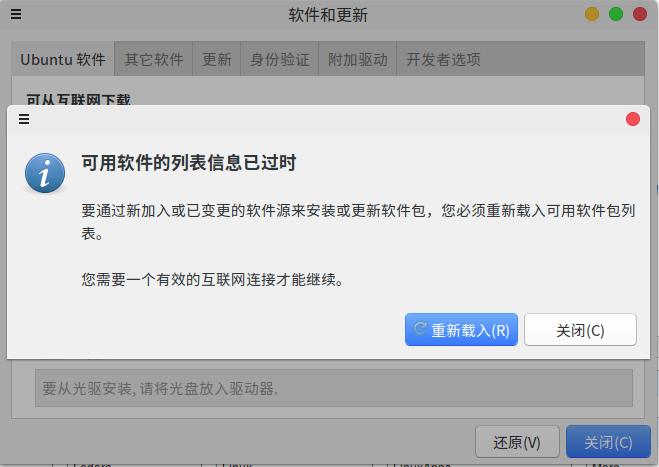 软件和更新
Ubuntu 软件 其它软件 更新 身份验证 附加驱动 开发者选项
可从互联网下载
可用软件的列表信息已过时
要通过新加入或已变更的软件源来安装或更新软件包，您必须重新载入可用软件包列
表。
您需要一个有效的互联网连接才能继续。
重新载入(R) 关闭(C)
要从光驱安装, 请将光盘放入驱动器.
还原(V) 关闭(C)
Fedora Linux LinuxApps More